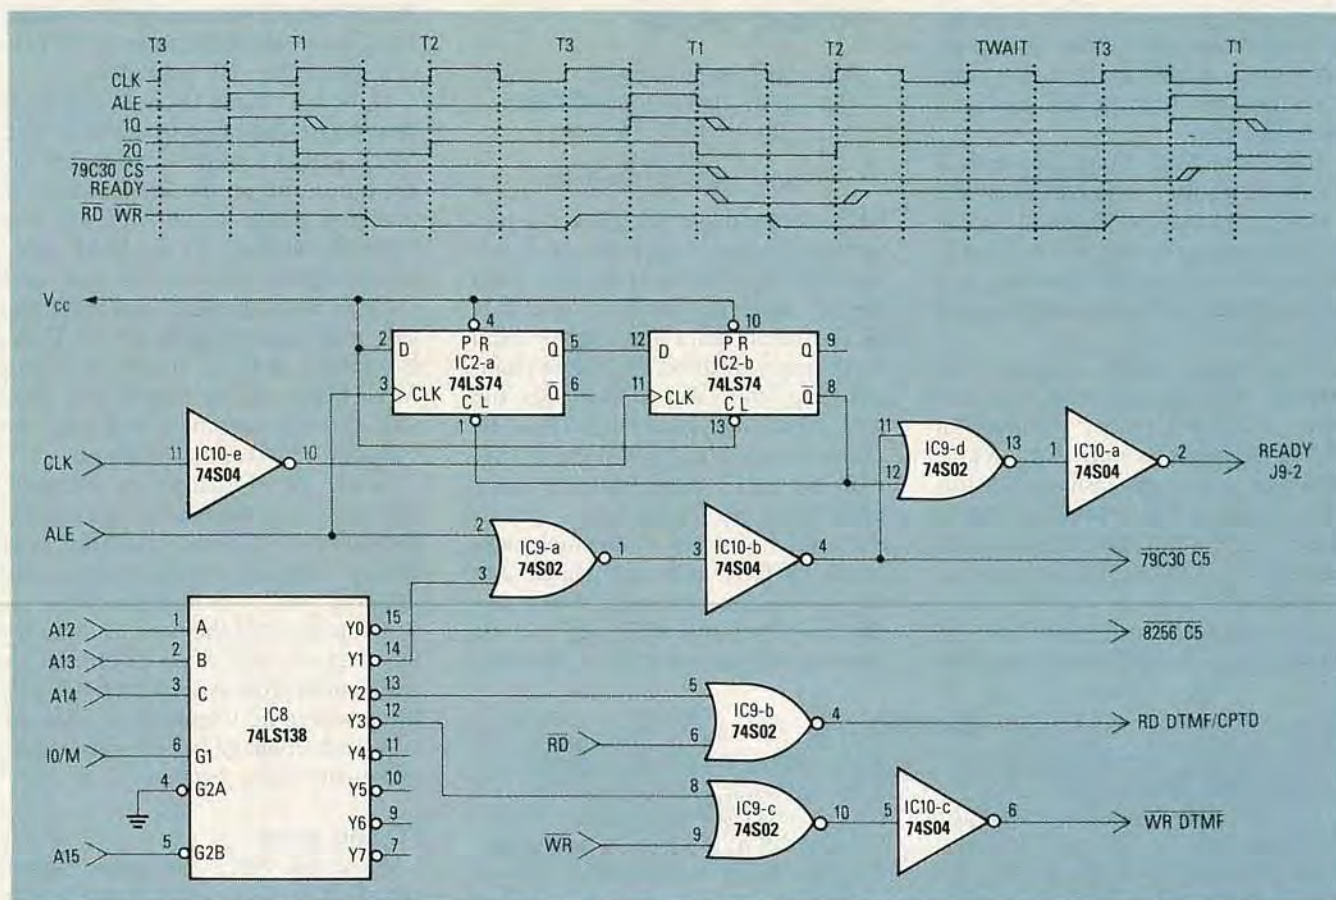 T3 T1 T2 T3 T1 T2 TWAIT T3 T1
CLK
ALE
1Q
2Q
79C30 CS
READY
RD WR
VCC
4
10
2 D PR Q 5
12 D PR Q 9
IC2-a
74LS74
IC2-b
74LS74
3 CLK Q 6
11 CLK Q 8
CL
CL
1
13
CLK 11 IC10-e 10
74S04
11 IC9-d 13
12 74S02
1 IC10-a 2
74S04
READY
J9-2
ALE
2 IC9-a 1
3 74S02
3 IC10-b 4
74S04
79C30 C5
A12 1 A Y0 15
8256 C5
A13 2 B Y1 14
A14 3 C Y2 13
IC8
74LS138
Y3 12
5 IC9-b 4
6 74S02
RD DTMF/CPTD
RD
I0/M 6 G1 Y4 11
4 G2A Y5 10
Y6 9
A15 5 G2B Y7 7
8 IC9-c 10
9 74S02
WR
5 IC10-c 6
74S04
WR DTMF